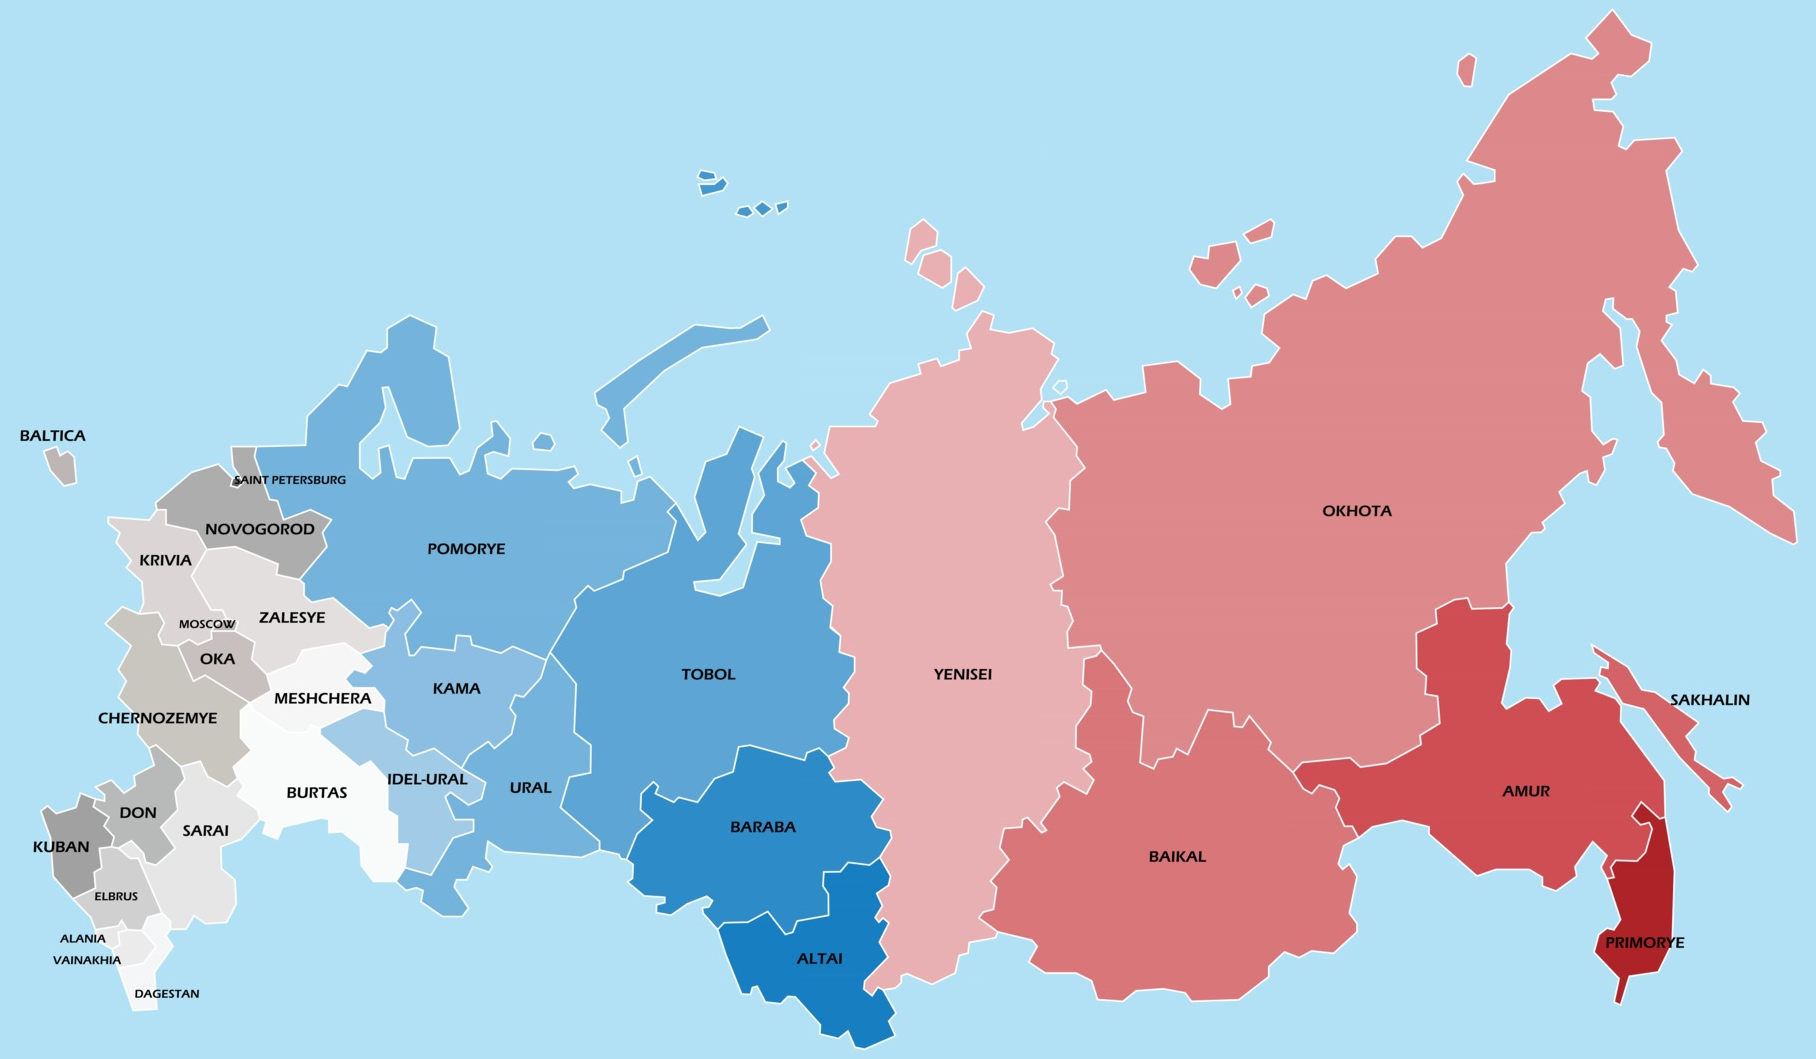 BALTICA
SAINT PETERSBURG
NOVOGOROD
OKHOTA
POMORYE
KRIVIA
ZALESYE
MOSCOW
OKA
TOBOL
YENISEI
KAMA
MESHCHERA
SAKHALIN
CHERNOZEMYE
IDEL-URAL
URAL
BURTAS
AMUR
DON
SARAI
BARABA
KUBAN
BAIKAL
ELBRUS
ALANIA
PRIMORYE
VAINAKHIA
ALTAI
DAGESTAN